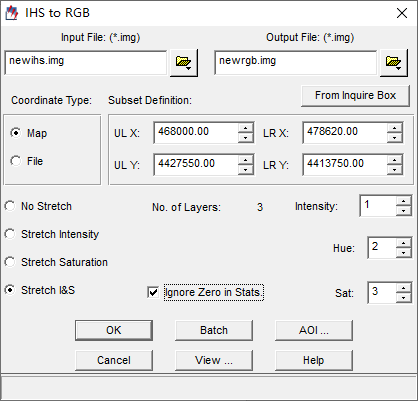 IHS to RGB
Input File: (*.img) Output File: (*.img)
newihs.img newrgb.img
From Inquire Box
Coordinate Type: Subset Definition:
Map UL X: 468000.00 LR X: 478620.00
File UL Y: 4427550.00 LR Y: 4413750.00
No Stretch No. of Layers: 3 Intensity: 1
Stretch Intensity
Hue: 2
Stretch Saturation
Stretch I&S Ignore Zero in Stats. Sat: 3
OK Batch AOI ...
Cancel View ... Help